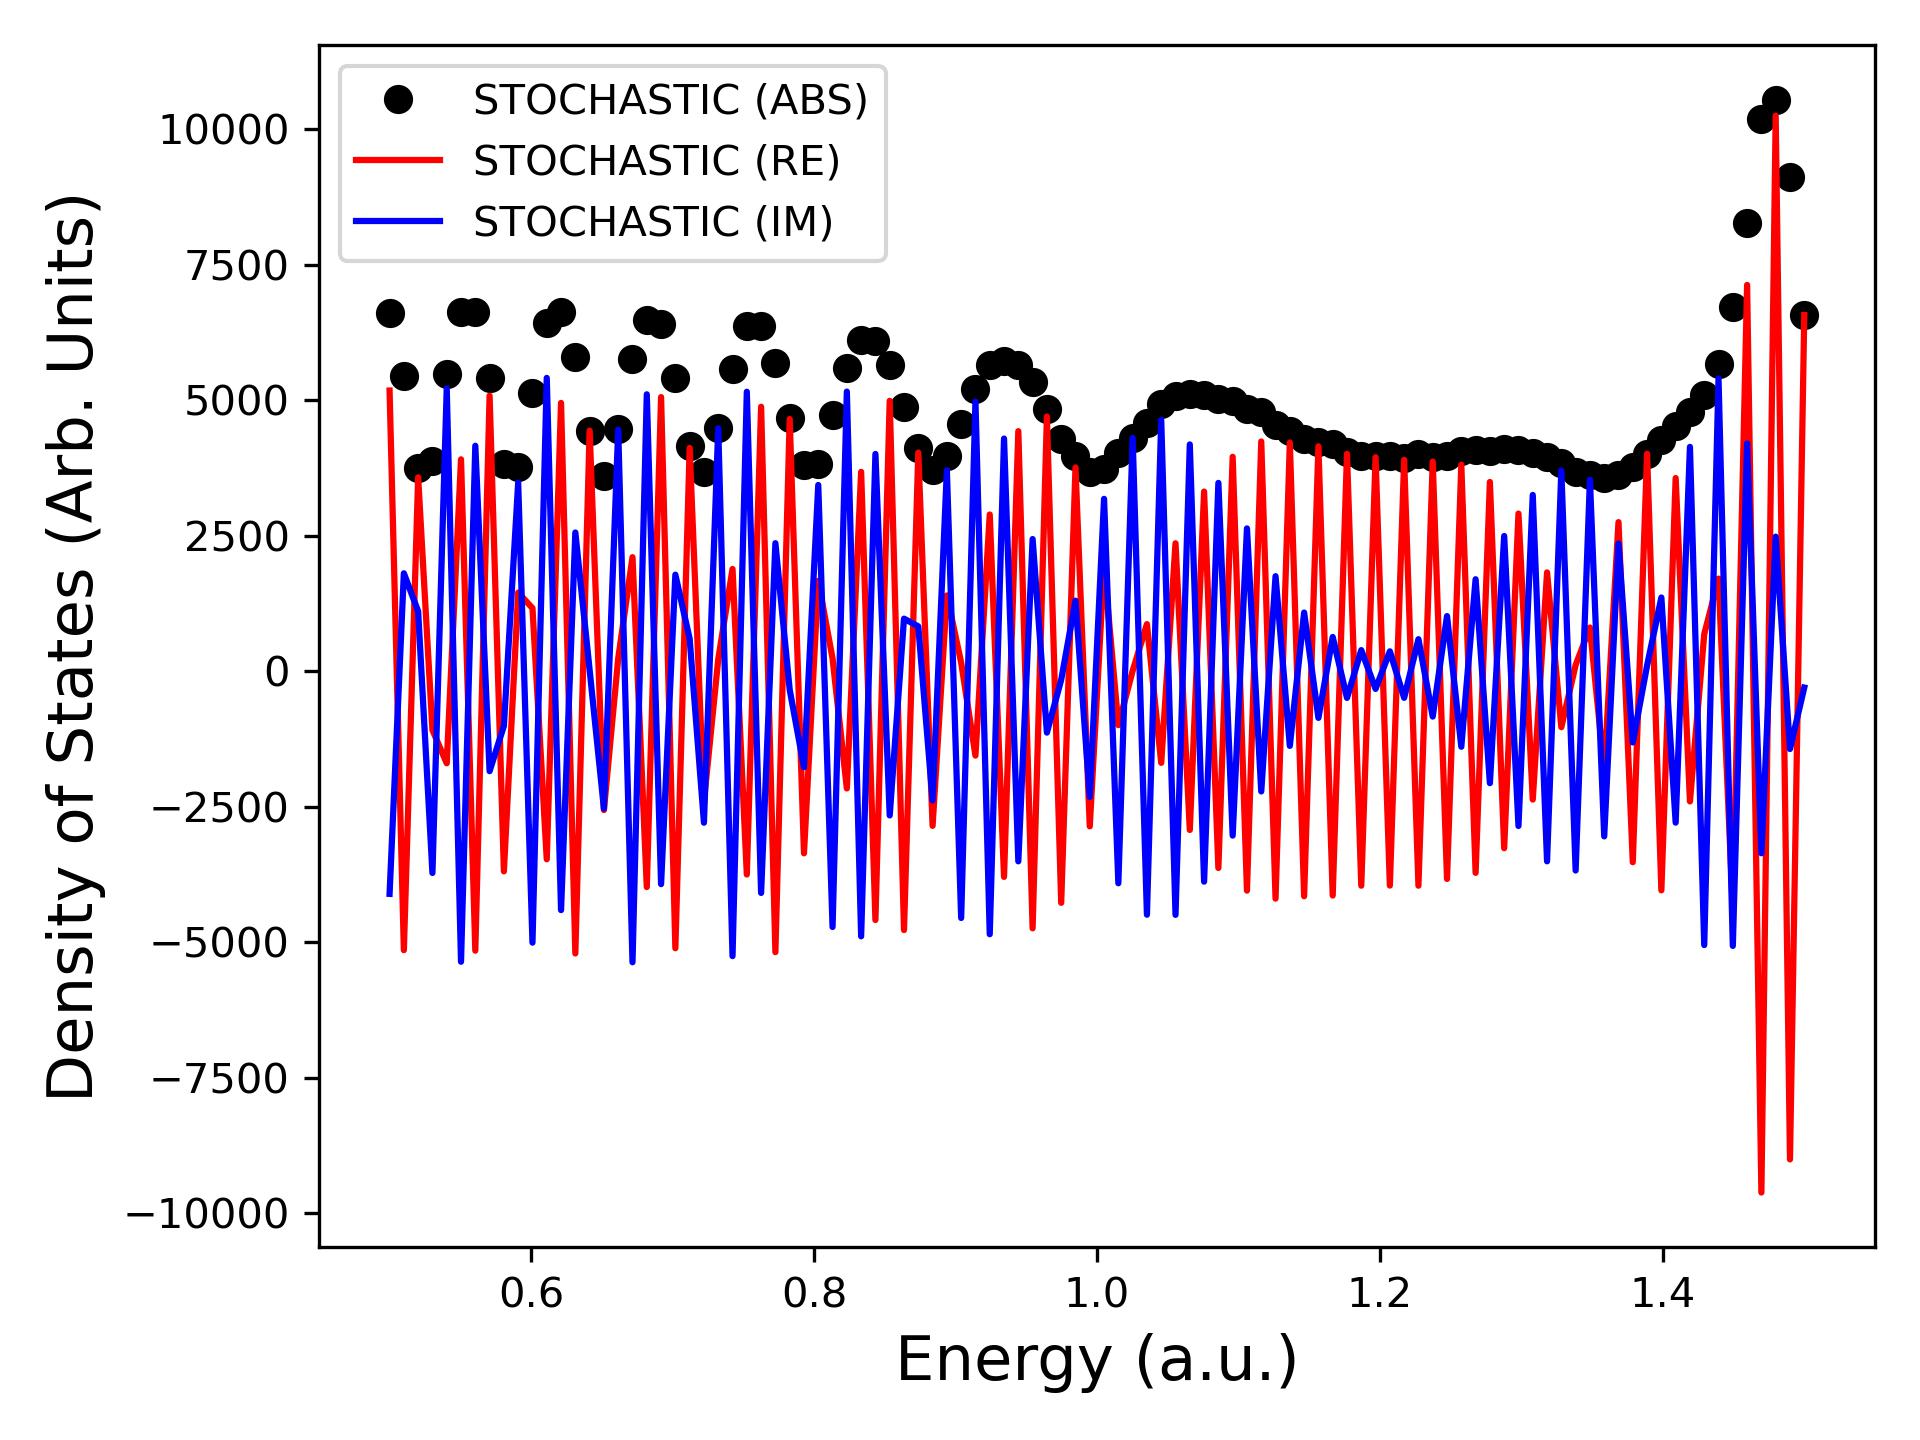 STOCHASTIC (ABS)
STOCHASTIC (RE)
STOCHASTIC (IM)
Density of States (Arb. Units)
10000
7500
5000
2500
0
−2500
−5000
−7500
−10000
0.6 0.8 1.0 1.2 1.4
Energy (a.u.)